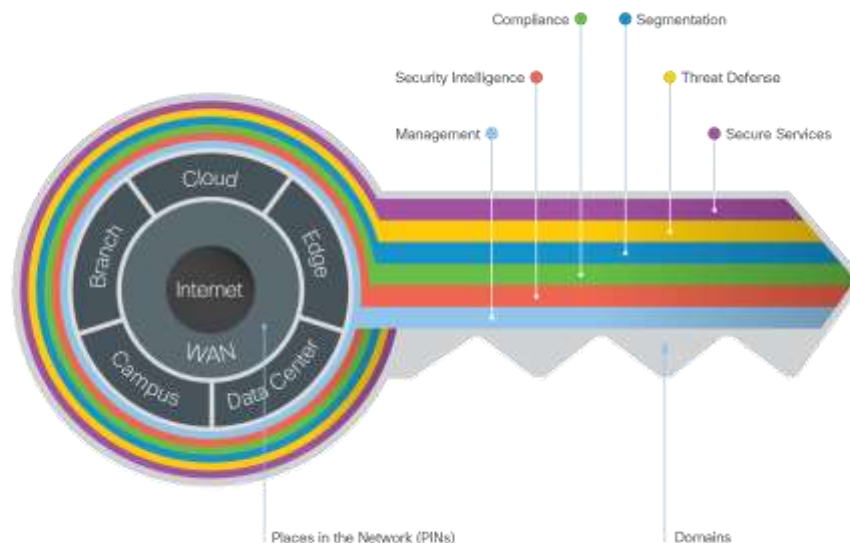 Compliance
Segmentation
Security Intelligence
Threat Defense
Management
Secure Services
Cloud
Branch
Edge
Internet
WAN
Campus
Data Center
Places in the Network (PINs)
Domains